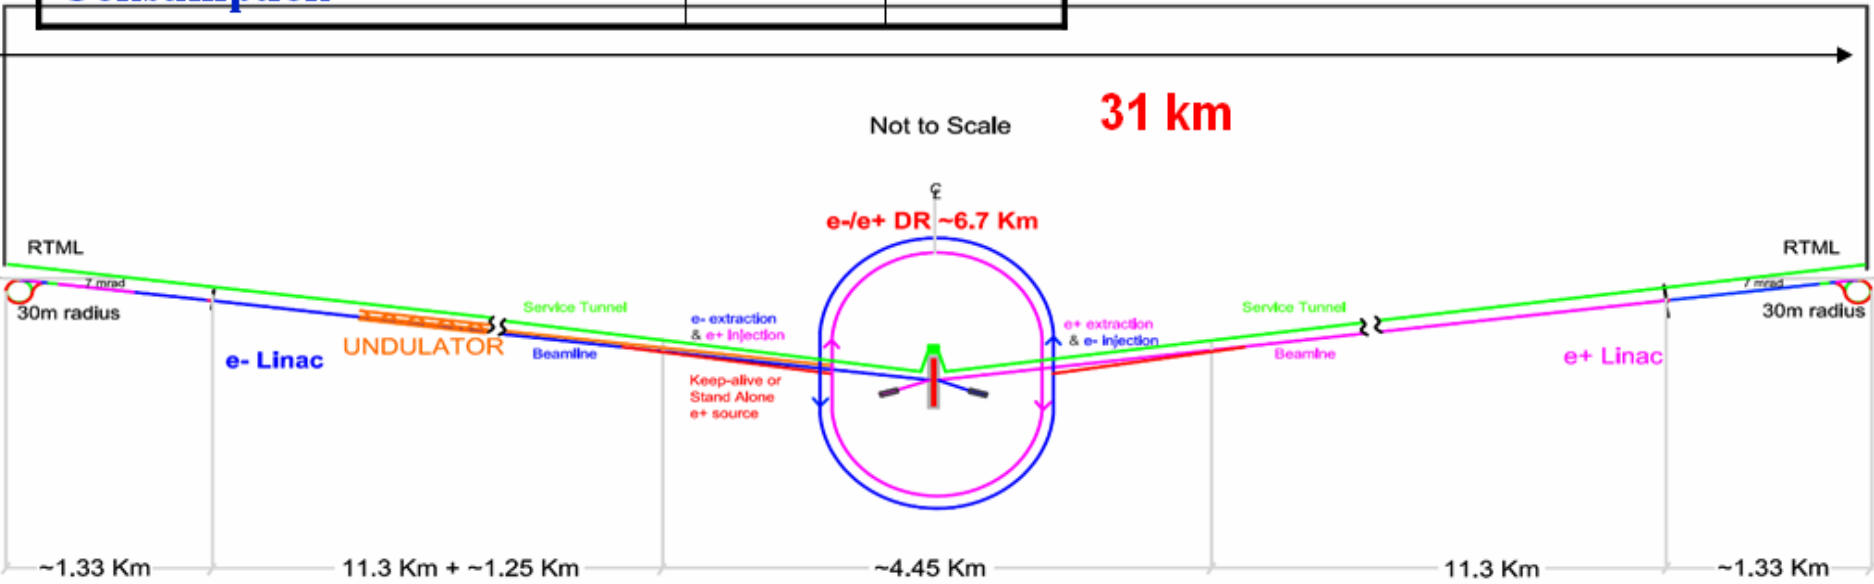 Consumption
31 km
Not to Scale
℄
e-/e+ DR ~6.7 Km
RTML
RTML
7 mrad
7 mrad
30m radius
30m radius
Service Tunnel
Service Tunnel
e- extraction
& e+ injection
e+ extraction
& e- injection
UNDULATOR
e- Linac
Beamline
Beamline
e+ Linac
Keep-alive or
Stand Alone
e+ source
~1.33 Km
11.3 Km + ~1.25 Km
~4.45 Km
11.3 Km
~1.33 Km